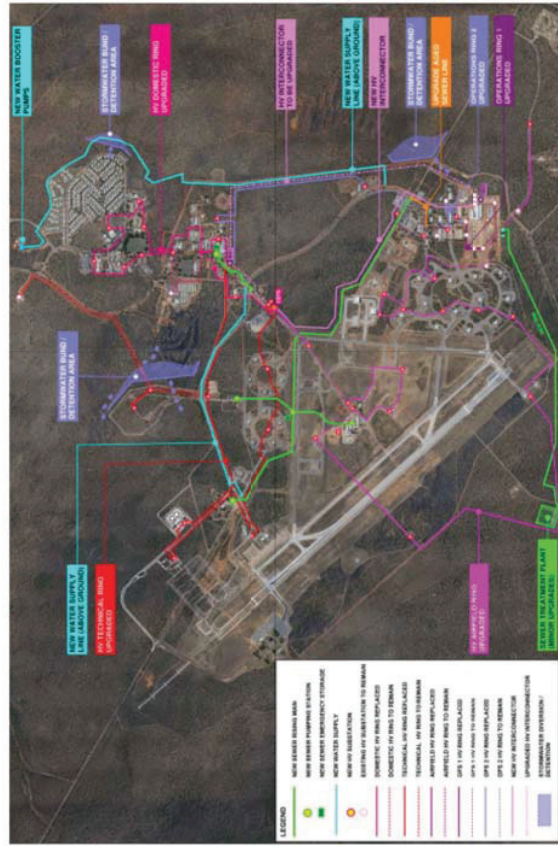 NEW WATER BOOSTER
PUMPS
STORMWATER BUND /
DETENTION AREA
HV DOMESTIC RING
UPGRADED
HV INTERCONNECTOR
TO BE UPGRADED
NEW WATER SUPPLY
LINE (ABOVE GROUND)
NEW HV
INTERCONNECTOR
STORMWATER BUND /
DETENTION AREA
UPGRADE AGED
SEWER LINE
OPERATIONS RING 2
UPGRADED
OPERATIONS RING 1
UPGRADED
STORMWATER BUND /
DETENTION AREA
NEW WATER SUPPLY
LINE (ABOVE GROUND)
HV TECHNICAL RING
UPGRADED
HV AIRFIELD RING
UPGRADED
SEWER TREATMENT PLANT
(MINOR UPGRADES)
LEGEND
NEW SEWER RISING MAIN
NEW SEWER PUMPING STATION
NEW SEWER EMERGENCY STORAGE
NEW WATER SUPPLY
NEW HV SUBSTATION
EXISTING HV SUBSTATION TO REMAIN
DOMESTIC HV RING REPLACED
DOMESTIC HV RING TO REMAIN
TECHNICAL HV RING REPLACED
TECHNICAL HV RING TO REMAIN
AIRFIELD HV RING REPLACED
AIRFIELD HV RING TO REMAIN
OPS 1 HV RING REPLACED
OPS 1 HV RING TO REMAIN
OPS 2 HV RING REPLACED
OPS 2 HV RING TO REMAIN
NEW HV INTERCONNECTOR
UPGRADED HV INTERCONNECTOR
STORMWATER DIVERSION /
DETENTION